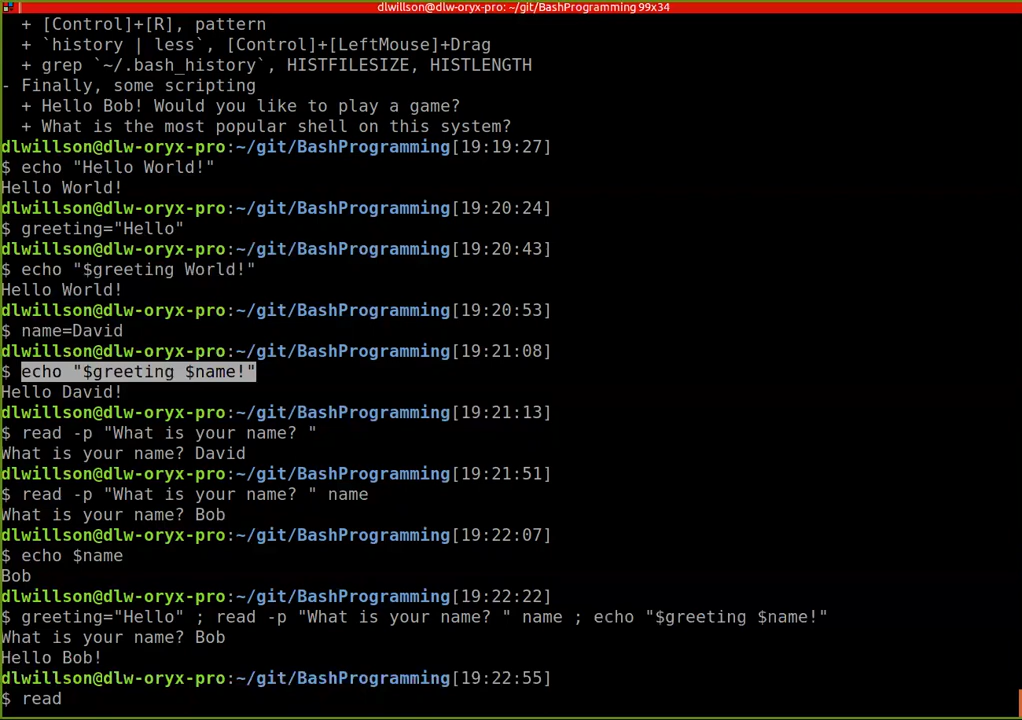 dlwillson@dlw-oryx-pro: ~/git/BashProgramming 99x34
+ [Control]+[R], pattern
+ `history | less`, [Control]+[LeftMouse]+Drag
+ grep `~/.bash_history`, HISTFILESIZE, HISTLENGTH
- Finally, some scripting
+ Hello Bob! Would you like to play a game?
+ What is the most popular shell on this system?
dlwillson@dlw-oryx-pro:~/git/BashProgramming[19:19:27]
$ echo "Hello World!"
Hello World!
dlwillson@dlw-oryx-pro:~/git/BashProgramming[19:20:24]
$ greeting="Hello"
dlwillson@dlw-oryx-pro:~/git/BashProgramming[19:20:43]
$ echo "$greeting World!"
Hello World!
dlwillson@dlw-oryx-pro:~/git/BashProgramming[19:20:53]
$ name=David
dlwillson@dlw-oryx-pro:~/git/BashProgramming[19:21:08]
$ echo "$greeting $name!"
Hello David!
dlwillson@dlw-oryx-pro:~/git/BashProgramming[19:21:13]
$ read -p "What is your name? "
What is your name? David
dlwillson@dlw-oryx-pro:~/git/BashProgramming[19:21:51]
$ read -p "What is your name? " name
What is your name? Bob
dlwillson@dlw-oryx-pro:~/git/BashProgramming[19:22:07]
$ echo $name
Bob
dlwillson@dlw-oryx-pro:~/git/BashProgramming[19:22:22]
$ greeting="Hello" ; read -p "What is your name? " name ; echo "$greeting $name!"
What is your name? Bob
Hello Bob!
dlwillson@dlw-oryx-pro:~/git/BashProgramming[19:22:55]
$ read